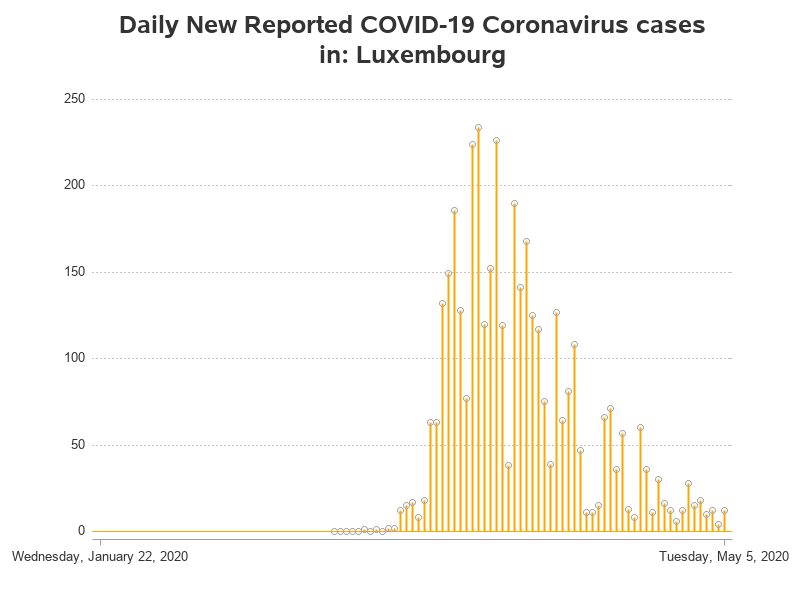 Daily New Reported COVID-19 Coronavirus cases
in: Luxembourg
250
200
150
100
50
0
Wednesday, January 22, 2020 Tuesday, May 5, 2020